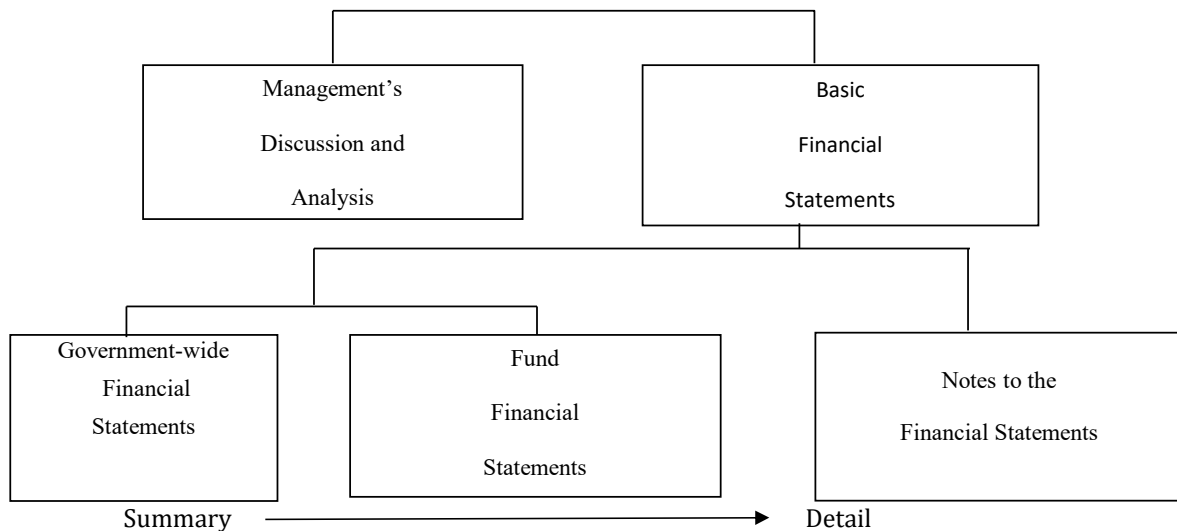 Management’s
Discussion and
Analysis
Basic
Financial
Statements
Government-wide
Financial
Statements
Fund
Financial
Statements
Notes to the
Financial Statements
Summary
Detail